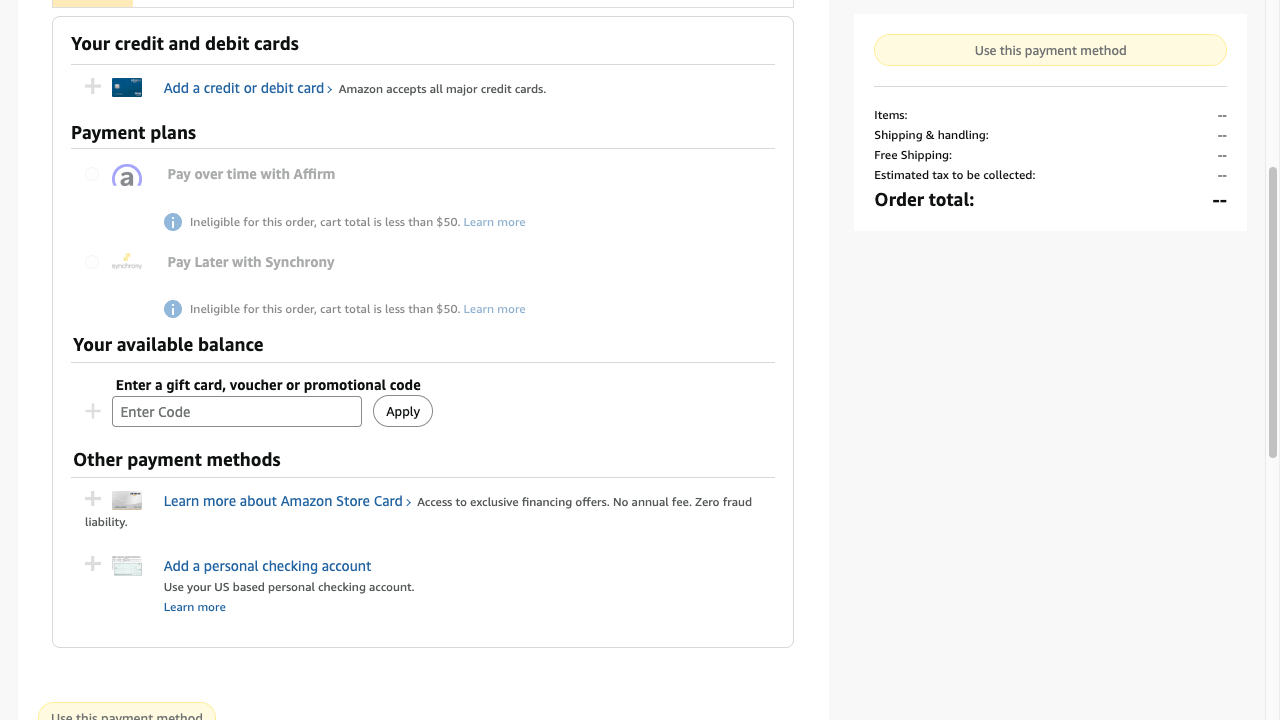 Your credit and debit cards
Add a credit or debit card › Amazon accepts all major credit cards.
Payment plans
a Pay over time with Affirm
Ineligible for this order, cart total is less than $50. Learn more
synchrony Pay Later with Synchrony
Ineligible for this order, cart total is less than $50. Learn more
Your available balance
Enter a gift card, voucher or promotional code
Enter Code Apply
Other payment methods
Learn more about Amazon Store Card › Access to exclusive financing offers. No annual fee. Zero fraud
liability.
Add a personal checking account
Use your US based personal checking account.
Learn more
Use this payment method
Use this payment method
Items: --
Shipping & handling: --
Free Shipping: --
Estimated tax to be collected: --
Order total: --